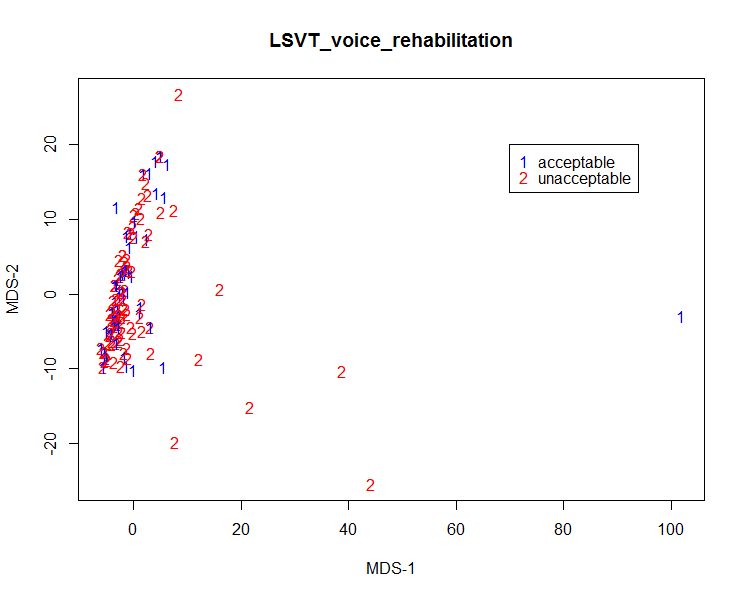 LSVT_voice_rehabilitation
1 acceptable
2 unacceptable
MDS-2
20
10
0
-10
-20
0 20 40 60 80 100
MDS-1